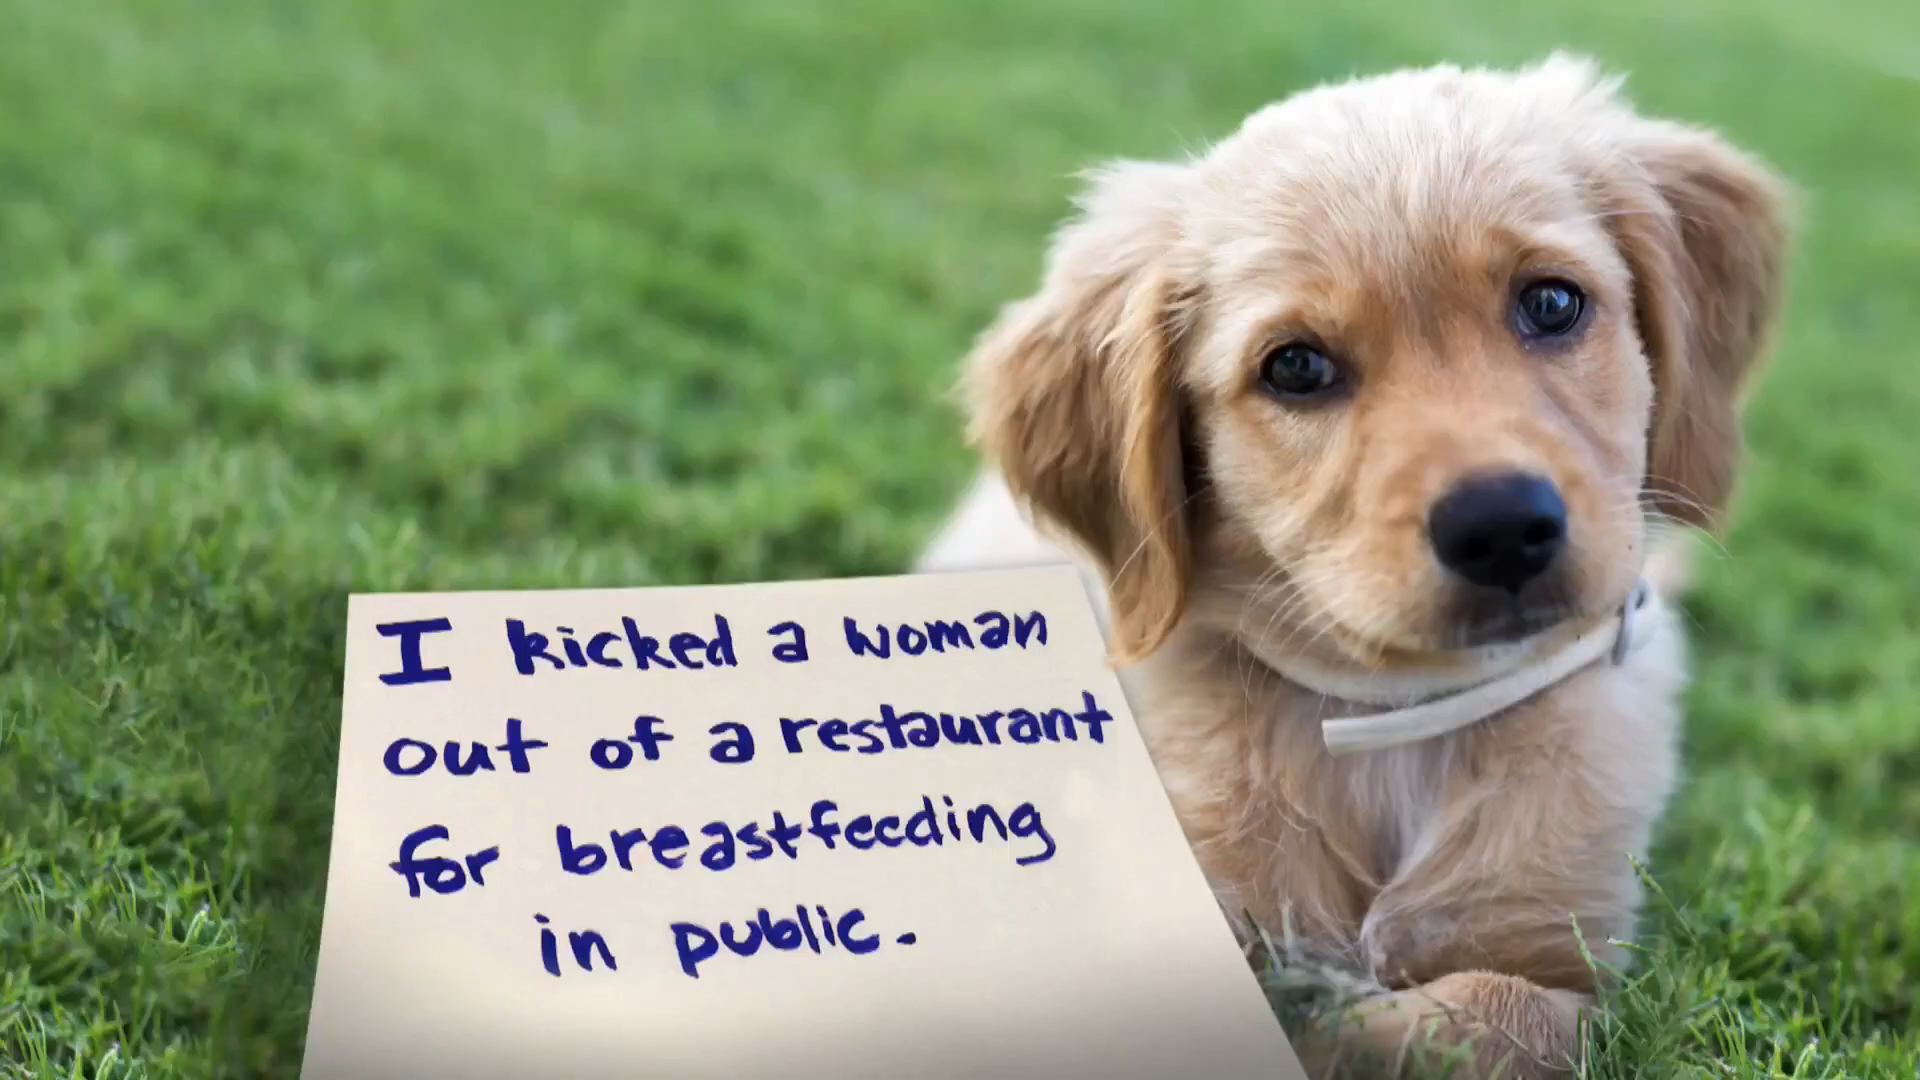 I kicked a woman
out of a restaurant
for breastfeeding
in public.